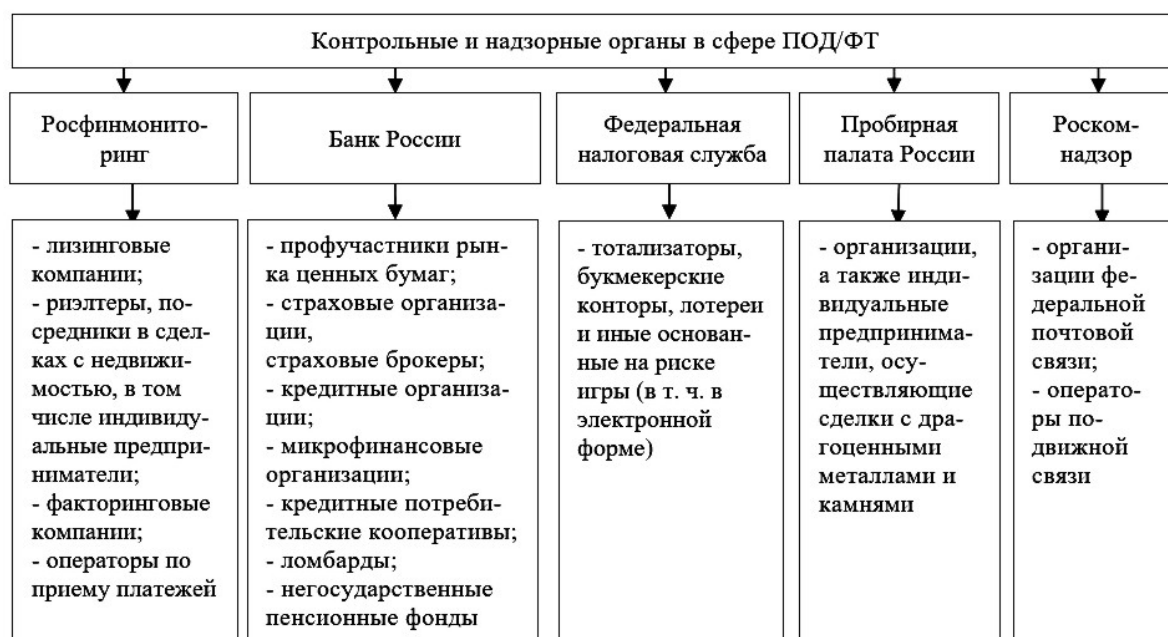 Контрольные и надзорные органы в сфере ПОД/ФТ
Росфинмонито-
ринг
Банк России
Федеральная
налоговая служба
Пробирная
палата России
Роском-
надзор
- лизинговые
компании;
- риэлтеры, по-
средники в сдел-
ках с недвижи-
мостью, в том
числе индивиду-
альные предпри-
ниматели;
- факторинговые
компании;
- операторы по
приему платежей
- профучастники рын-
ка ценных бумаг;
- страховые организа-
ции,
страховые брокеры;
- кредитные организа-
ции;
- микрофинансовые
организации;
- кредитные потреби-
тельские кооперативы;
- ломбарды;
- негосударственные
пенсионные фонды
- тотализаторы,
букмекерские
конторы, лотереи
и иные основан-
ные на риске
игры (в т. ч. в
электронной
форме)
- организации,
а также инди-
видуальные
предпринима-
тели, осу-
ществляющие
сделки с дра-
гоценными
металлами и
камнями
- органи-
зации фе-
деральной
почтовой
связи;
- операто-
ры по-
движной
связи